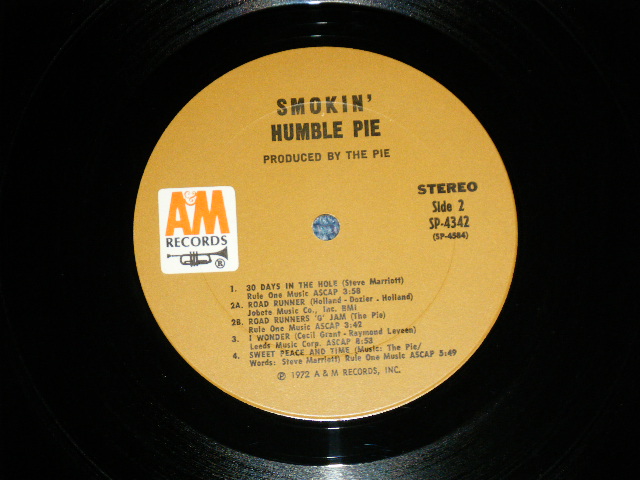 SMOKIN'
HUMBLE PIE
PRODUCED BY THE PIE
STEREO
Side 2
SP-4342
(SP-4584)
A&M
RECORDS
®
1. 30 DAYS IN THE HOLE (Steve Marriott)
Rule One Music ASCAP 3:58
2A. ROAD RUNNER (Holland - Dozier - Holland)
Jobete Music Co., Inc. BMI
2B. ROAD RUNNERS 'G' JAM (The Pie)
Rule One Music ASCAP 3:42
3. I WONDER (Cecil Grant - Raymond Leveen)
Leeds Music Corp. ASCAP 8:53
4. SWEET PEACE AND TIME (Music: The Pie/
Words: Steve Marriott) Rule One Music ASCAP 5:49
℗ 1972 A & M RECORDS, INC.